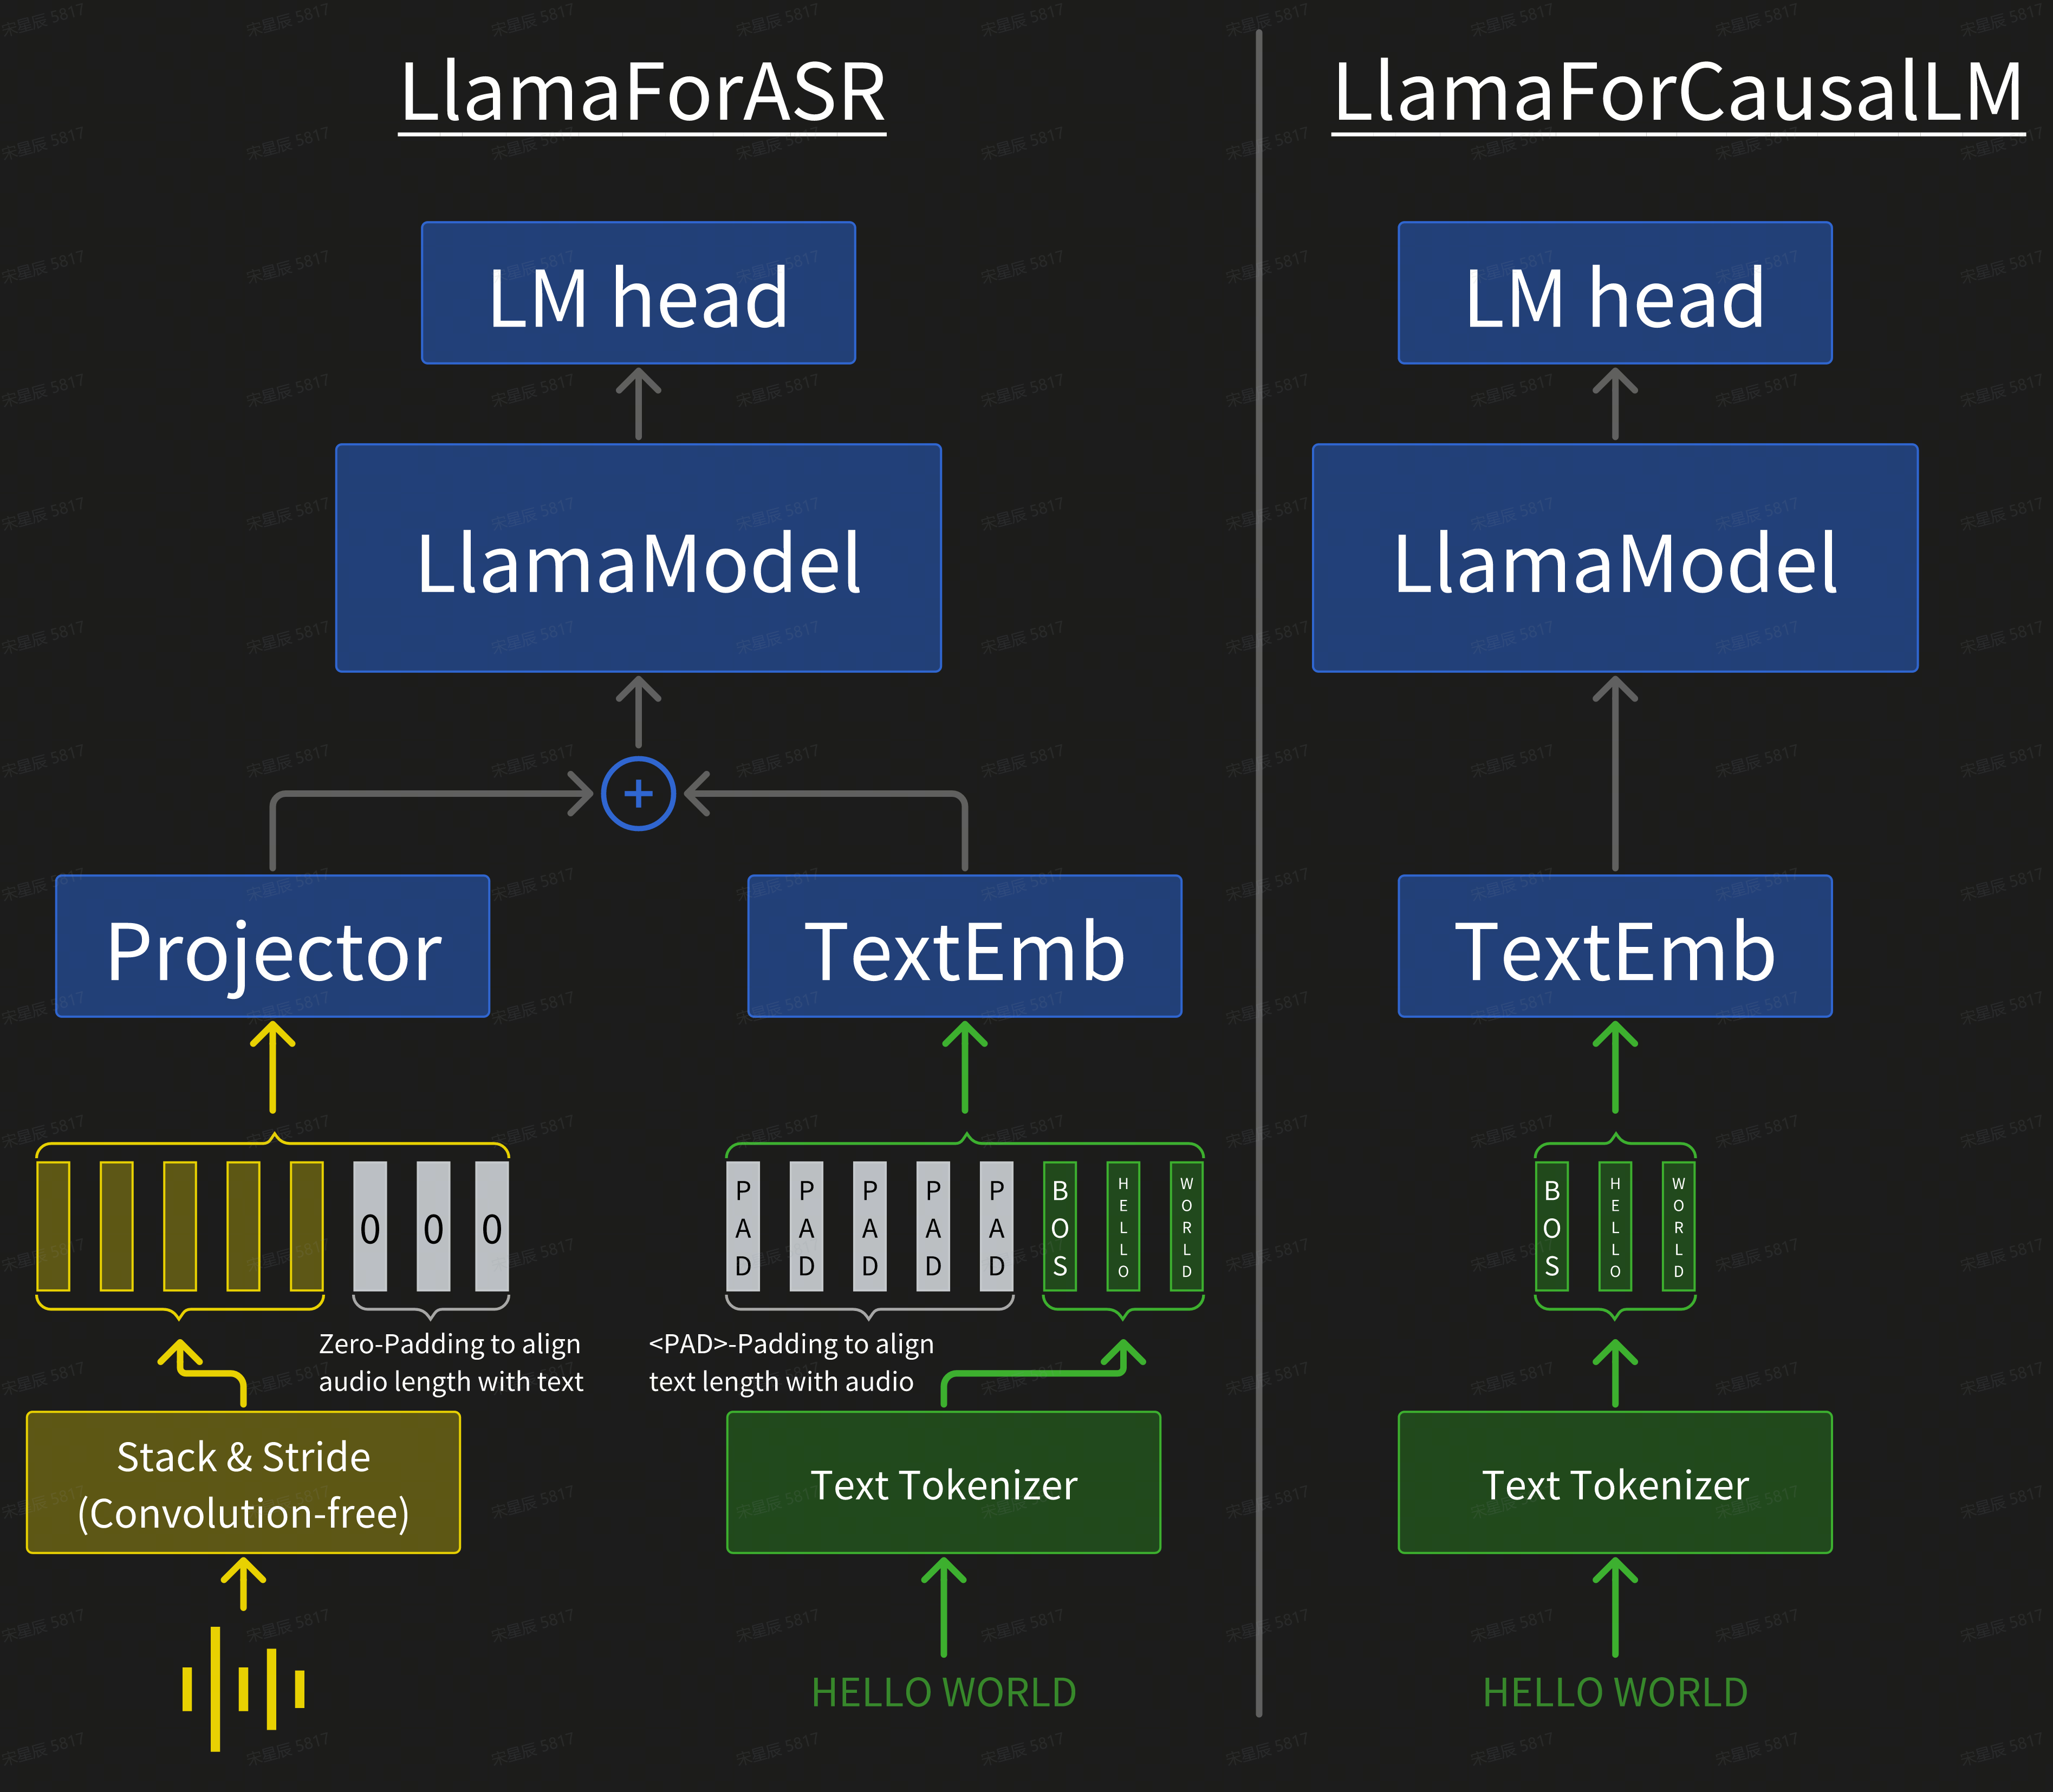 LlamaForASR
LM head
LlamaModel
+
Projector
TextEmb
0 0 0
PAD PAD PAD PAD PAD BOS HELLO WORLD
Zero-Padding to align
audio length with text
<PAD>-Padding to align
text length with audio
Stack & Stride
(Convolution-free)
Text Tokenizer
HELLO WORLD
LlamaForCausalLM
LM head
LlamaModel
TextEmb
BOS HELLO WORLD
Text Tokenizer
HELLO WORLD
宋星辰 5817